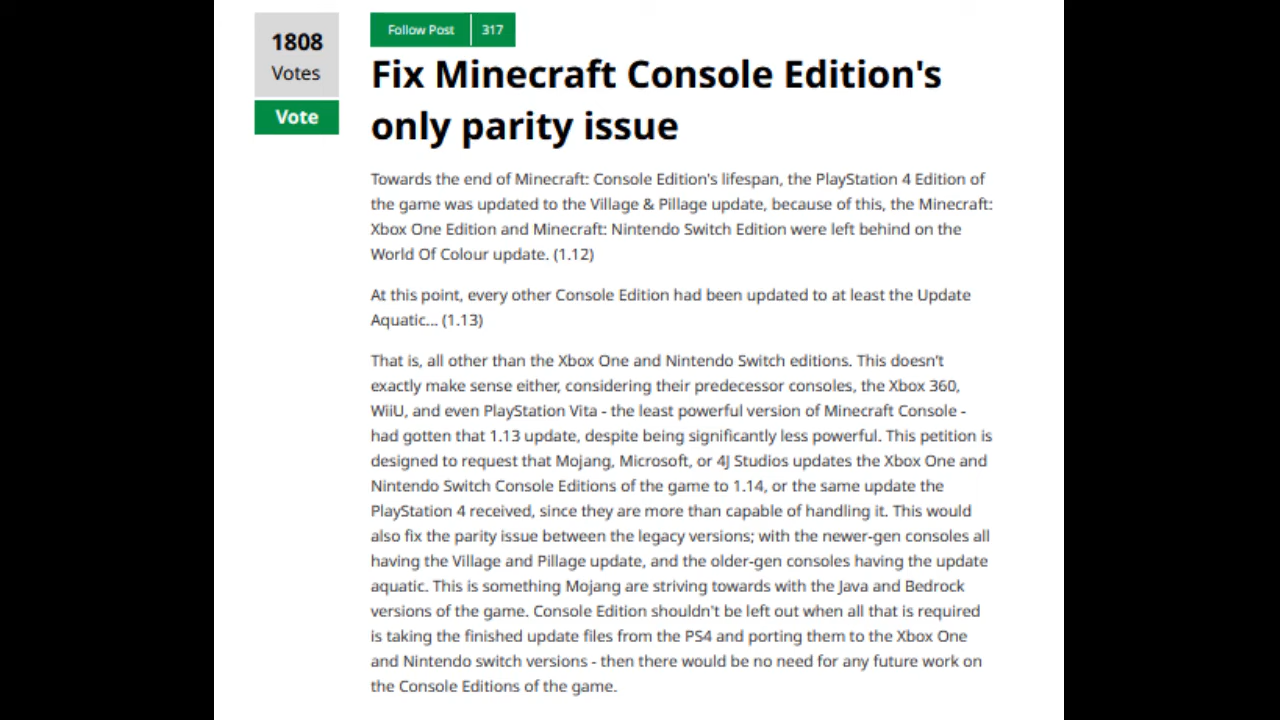 1808
Votes
Vote
Follow Post 317
Fix Minecraft Console Edition's
only parity issue
Towards the end of Minecraft: Console Edition's lifespan, the PlayStation 4 Edition of
the game was updated to the Village & Pillage update, because of this, the Minecraft:
Xbox One Edition and Minecraft: Nintendo Switch Edition were left behind on the
World Of Colour update. (1.12)
At this point, every other Console Edition had been updated to at least the Update
Aquatic... (1.13)
That is, all other than the Xbox One and Nintendo Switch editions. This doesn't
exactly make sense either, considering their predecessor consoles, the Xbox 360,
WiiU, and even PlayStation Vita - the least powerful version of Minecraft Console -
had gotten that 1.13 update, despite being significantly less powerful. This petition is
designed to request that Mojang, Microsoft, or 4J Studios updates the Xbox One and
Nintendo Switch Console Editions of the game to 1.14, or the same update the
PlayStation 4 received, since they are more than capable of handling it. This would
also fix the parity issue between the legacy versions; with the newer-gen consoles all
having the Village and Pillage update, and the older-gen consoles having the update
aquatic. This is something Mojang are striving towards with the Java and Bedrock
versions of the game. Console Edition shouldn't be left out when all that is required
is taking the finished update files from the PS4 and porting them to the Xbox One
and Nintendo switch versions - then there would be no need for any future work on
the Console Editions of the game.